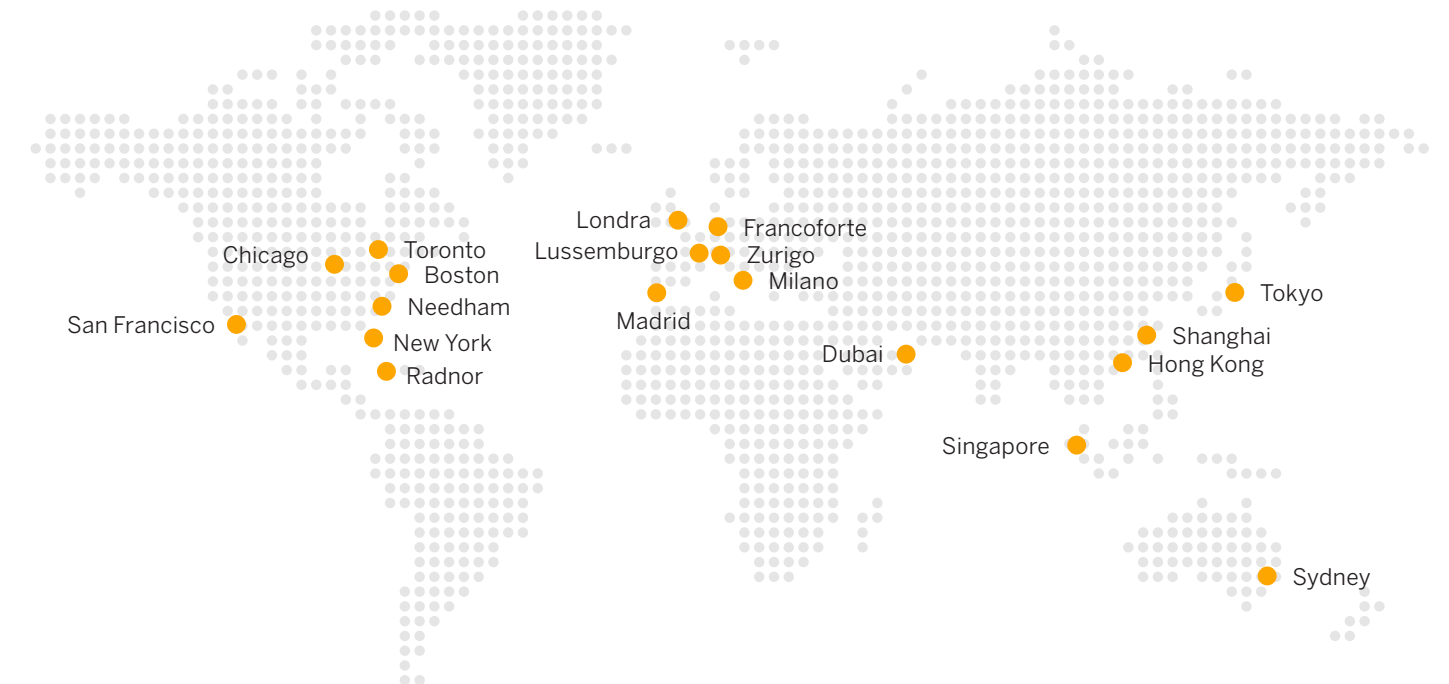 Londra
Francoforte
Chicago
Toronto
Lussemburgo
Zurigo
Boston
Milano
Needham
Tokyo
San Francisco
Madrid
New York
Shanghai
Dubai
Hong Kong
Radnor
Singapore
Sydney